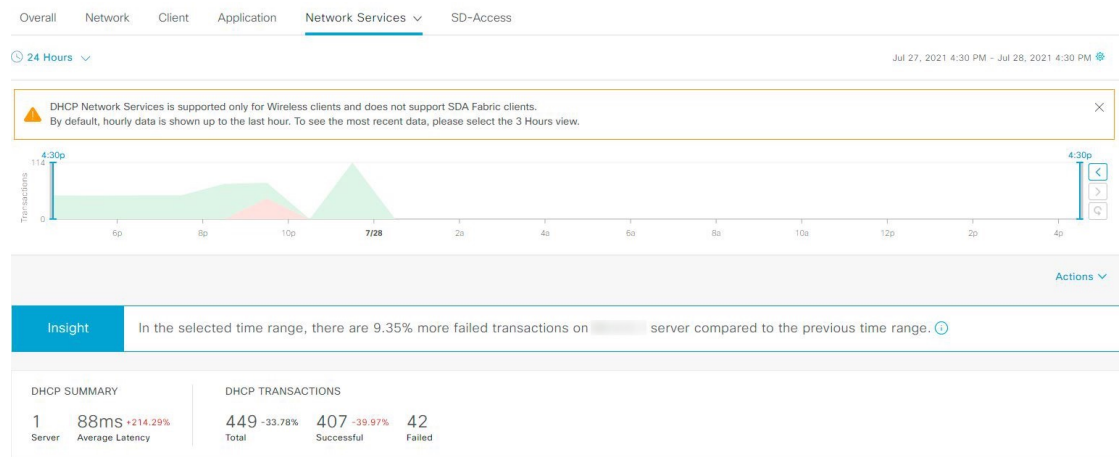 Overall Network Client Application Network Services SD-Access
24 Hours Jul 27, 2021 4:30 PM - Jul 28, 2021 4:30 PM
DHCP Network Services is supported only for Wireless clients and does not support SDA Fabric clients.
By default, hourly data is shown up to the last hour. To see the most recent data, please select the 3 Hours view.
4:30p 4:30p
114
Transactions
0
6p 8p 10p 7/28 2a 4a 6a 8a 10a 12p 2p 4p
Actions
Insight In the selected time range, there are 9.35% more failed transactions on server compared to the previous time range.
DHCP SUMMARY DHCP TRANSACTIONS
1 88ms +214.29% 449 -33.78% 407 -39.97% 42
Server Average Latency Total Successful Failed